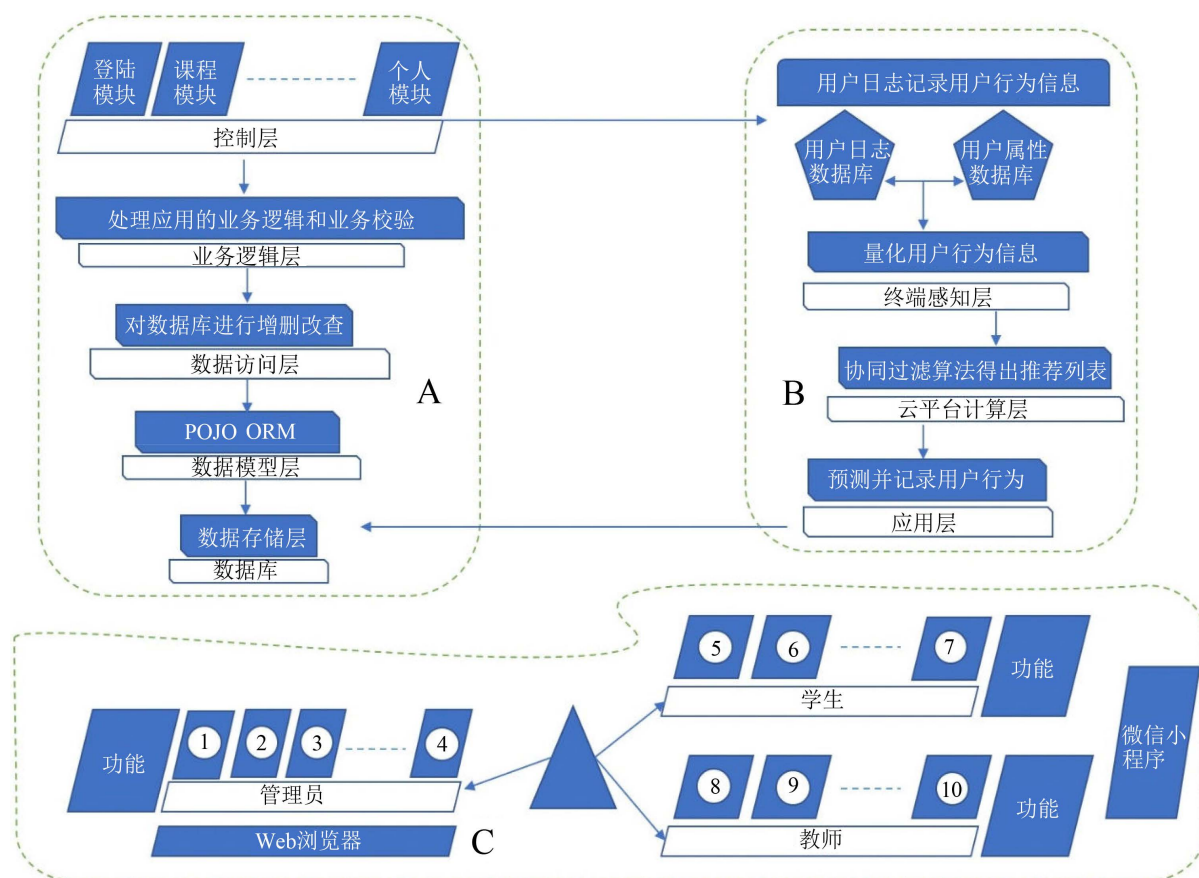 登陆
模块
课程
模块
个人
模块
控制层
处理应用的业务逻辑和业务校验
业务逻辑层
对数据库进行增删改查
数据访问层
A
POJO ORM
数据模型层
数据存储层
数据库
用户日志记录用户行为信息
用户日志
数据库
用户属性
数据库
量化用户行为信息
终端感知层
协同过滤算法得出推荐列表
B
云平台计算层
预测并记录用户行为
应用层
功能
1
2
3
4
管理员
Web浏览器
C
5
6
7
功能
学生
8
9
10
功能
教师
微信小
程序